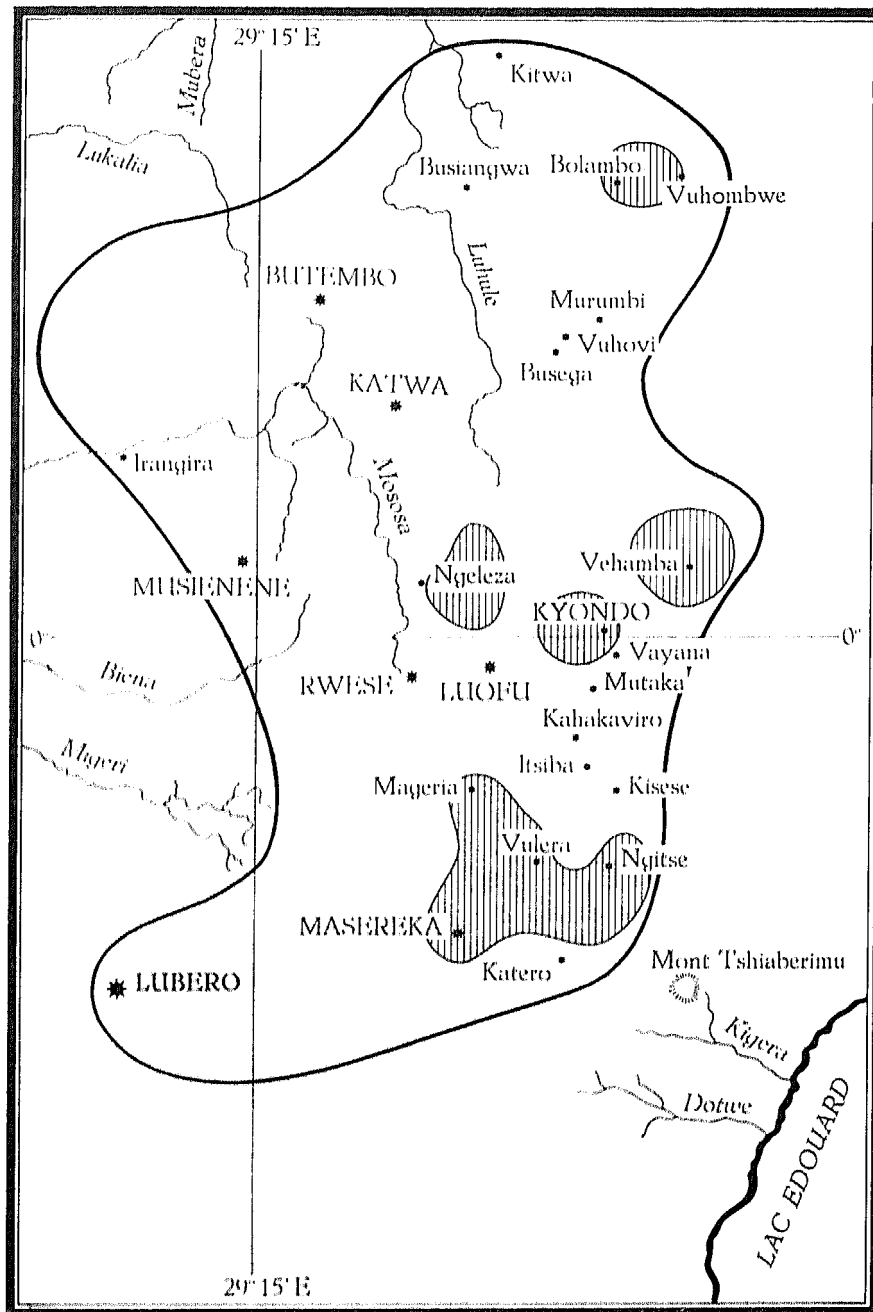 29° 15' E
Mubera
Kitwa
Lukalia
Busiangwa
Bolambo
Vuhombwe
Luhule
BUTEMBO
Murumbi
Vuhovi
Busega
KATWA
Irangira
Mososa
Ngeleza
Vehamba
MUSIENENE
KYONDO
0°
Vayana
Biena
RWESE
LUOFU
Mutaka
Kahakaviro
Migeri
Itsiba
Mageria
Kisese
Vulera
Ngitse
MASEREKA
Katero
Mont Tshiaberimu
LUBERO
Kigera
Dotwe
LAC EDOUARD
29° 15' E